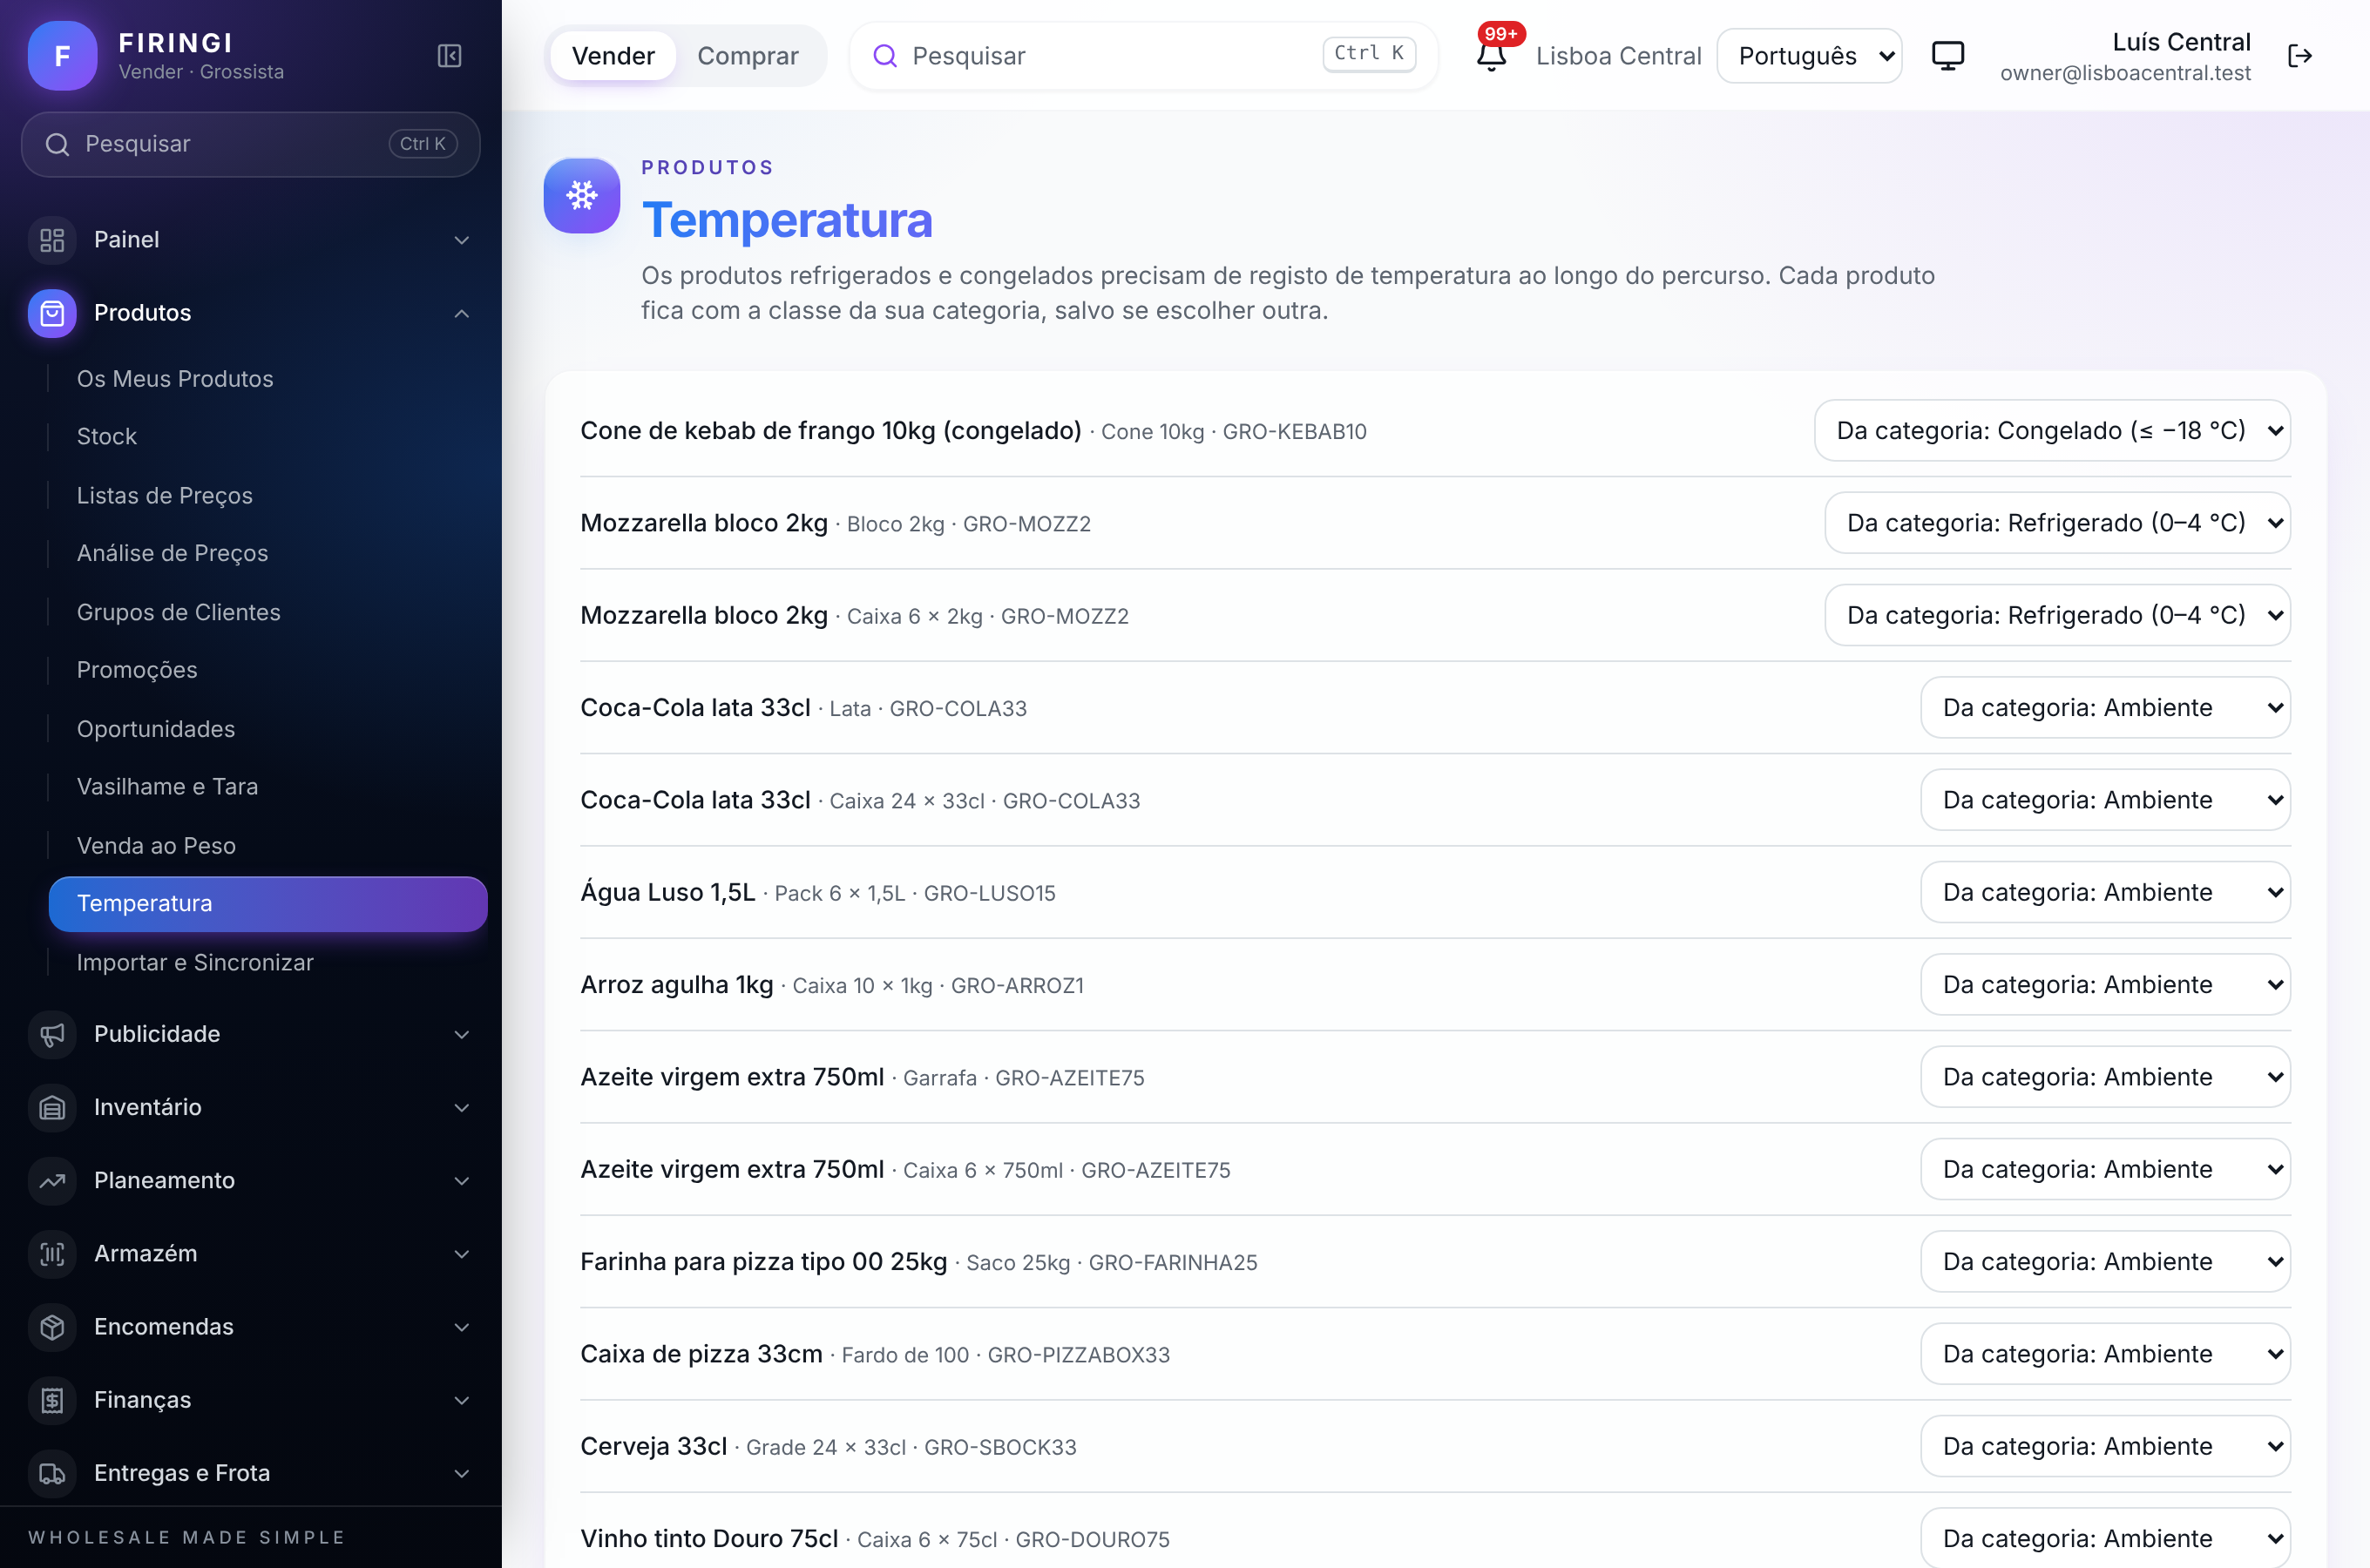 F
FIRINGI
Vender · Grossista
Pesquisar
Ctrl K
Painel
Produtos
Os Meus Produtos
Stock
Listas de Preços
Análise de Preços
Grupos de Clientes
Promoções
Oportunidades
Vasilhame e Tara
Venda ao Peso
Temperatura
Importar e Sincronizar
Publicidade
Inventário
Planeamento
Armazém
Encomendas
Finanças
Entregas e Frota
WHOLESALE MADE SIMPLE
Vender Comprar
Pesquisar
Ctrl K
99+
Lisboa Central
Português
Luís Central
owner@lisboacentral.test
PRODUTOS
Temperatura
Os produtos refrigerados e congelados precisam de registo de temperatura ao longo do percurso. Cada produto
fica com a classe da sua categoria, salvo se escolher outra.
Cone de kebab de frango 10kg (congelado) · Cone 10kg · GRO-KEBAB10 Da categoria: Congelado (≤ −18 °C)
Mozzarella bloco 2kg · Bloco 2kg · GRO-MOZZ2 Da categoria: Refrigerado (0–4 °C)
Mozzarella bloco 2kg · Caixa 6 × 2kg · GRO-MOZZ2 Da categoria: Refrigerado (0–4 °C)
Coca-Cola lata 33cl · Lata · GRO-COLA33 Da categoria: Ambiente
Coca-Cola lata 33cl · Caixa 24 × 33cl · GRO-COLA33 Da categoria: Ambiente
Água Luso 1,5L · Pack 6 × 1,5L · GRO-LUSO15 Da categoria: Ambiente
Arroz agulha 1kg · Caixa 10 × 1kg · GRO-ARROZ1 Da categoria: Ambiente
Azeite virgem extra 750ml · Garrafa · GRO-AZEITE75 Da categoria: Ambiente
Azeite virgem extra 750ml · Caixa 6 × 750ml · GRO-AZEITE75 Da categoria: Ambiente
Farinha para pizza tipo 00 25kg · Saco 25kg · GRO-FARINHA25 Da categoria: Ambiente
Caixa de pizza 33cm · Fardo de 100 · GRO-PIZZABOX33 Da categoria: Ambiente
Cerveja 33cl · Grade 24 × 33cl · GRO-SBOCK33 Da categoria: Ambiente
Vinho tinto Douro 75cl · Caixa 6 × 75cl · GRO-DOURO75 Da categoria: Ambiente